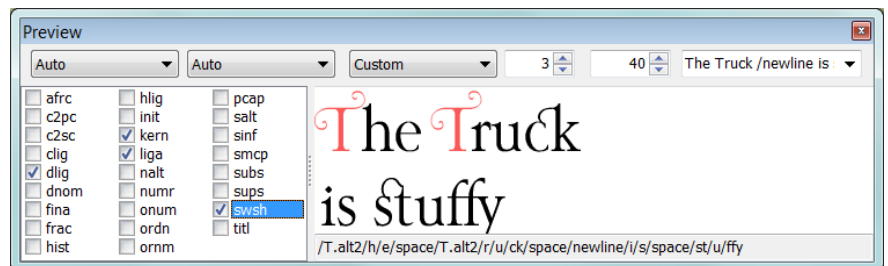 Preview
Auto Auto Custom 3 40 The Truck /newline is
afrc hlig pcap
c2pc init salt
c2sc kern sinf
clig liga smcp
dlig nalt subs
dnom numr sups
fina onum swsh
frac ordn titl
hist ornm
The Truck
is stuffy
/T.alt2/h/e/space/T.alt2/r/u/ck/space/newline/i/s/space/st/u/ffy